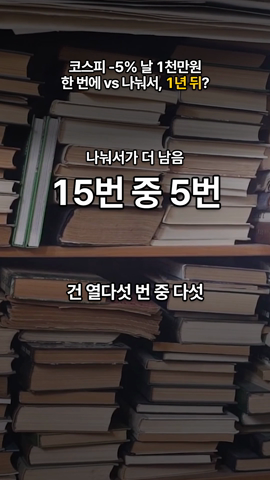 코스피 -5% 날 1천만원
한 번에 vs 나눠서, 1년 뒤?
나눠서가 더 남음
15번 중 5번
건 열다섯 번 중 다섯